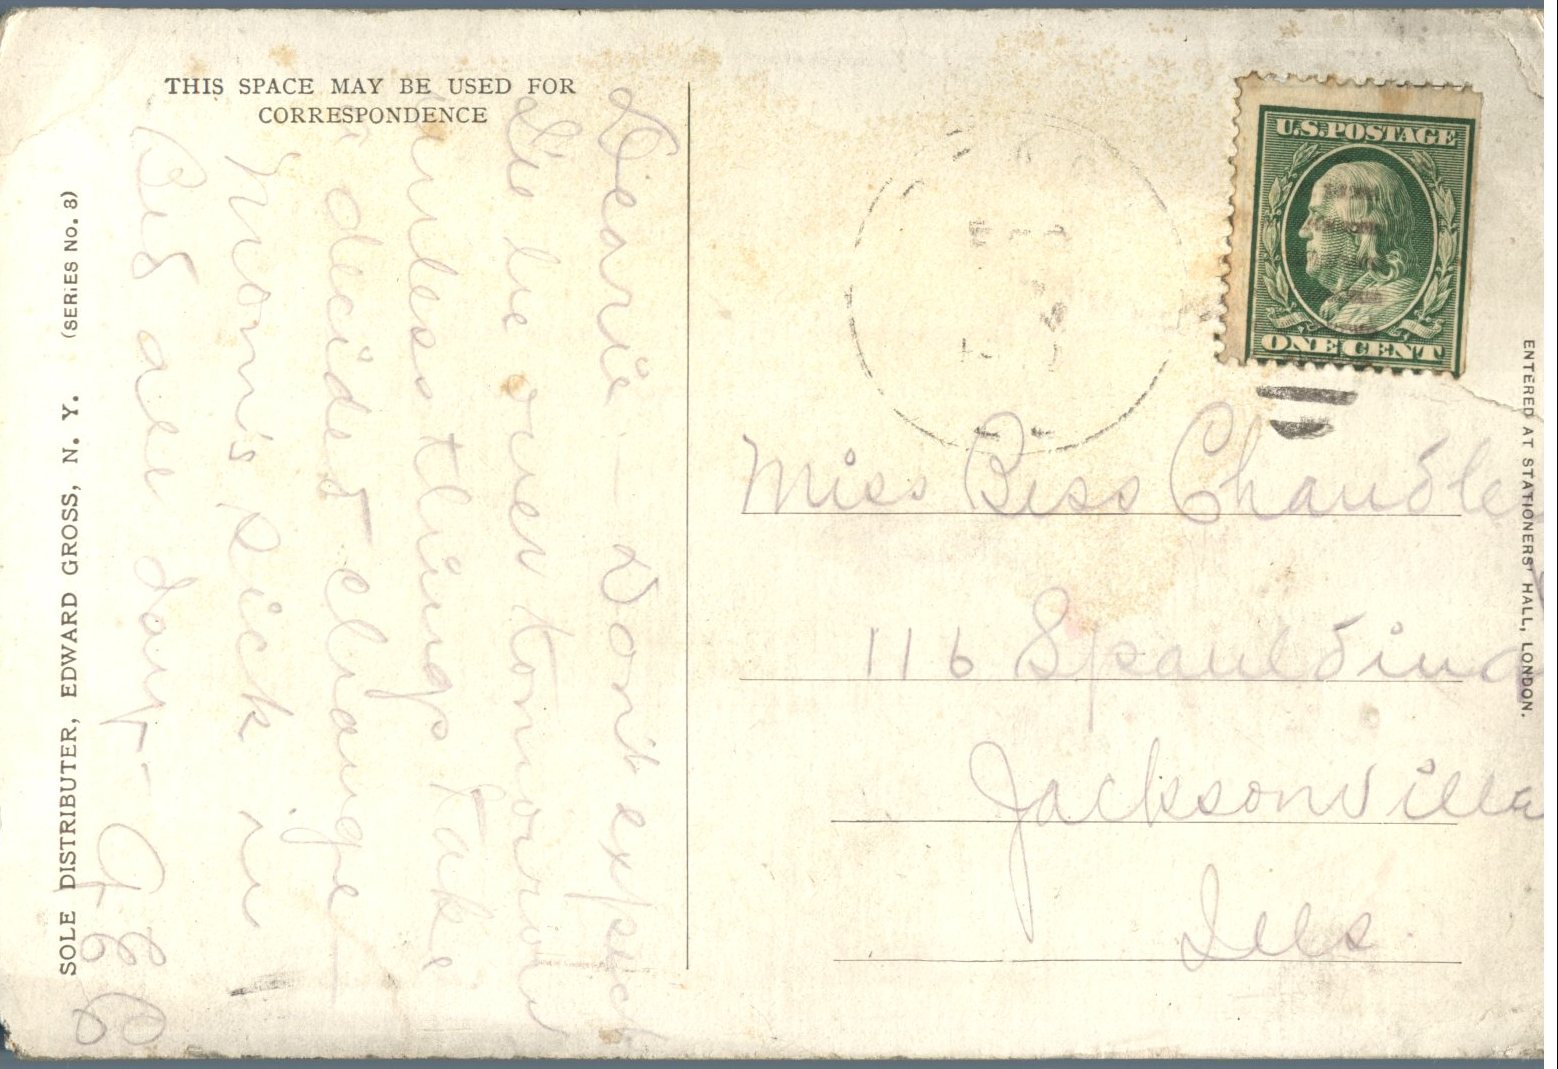 THIS SPACE MAY BE USED FOR
CORRESPONDENCE
Dearie — Don't expect
I'll be over tomorrow
unless things take
a decided change
Mom's sick in
Bed all day —
SOLE DISTRIBUTER, EDWARD GROSS, N. Y. (SERIES No. 8)
U.S. POSTAGE
ONE CENT
Miss Bess Chandler
116 Spaulding
Jacksonville
Ills
ENTERED AT STATIONERS' HALL, LONDON.